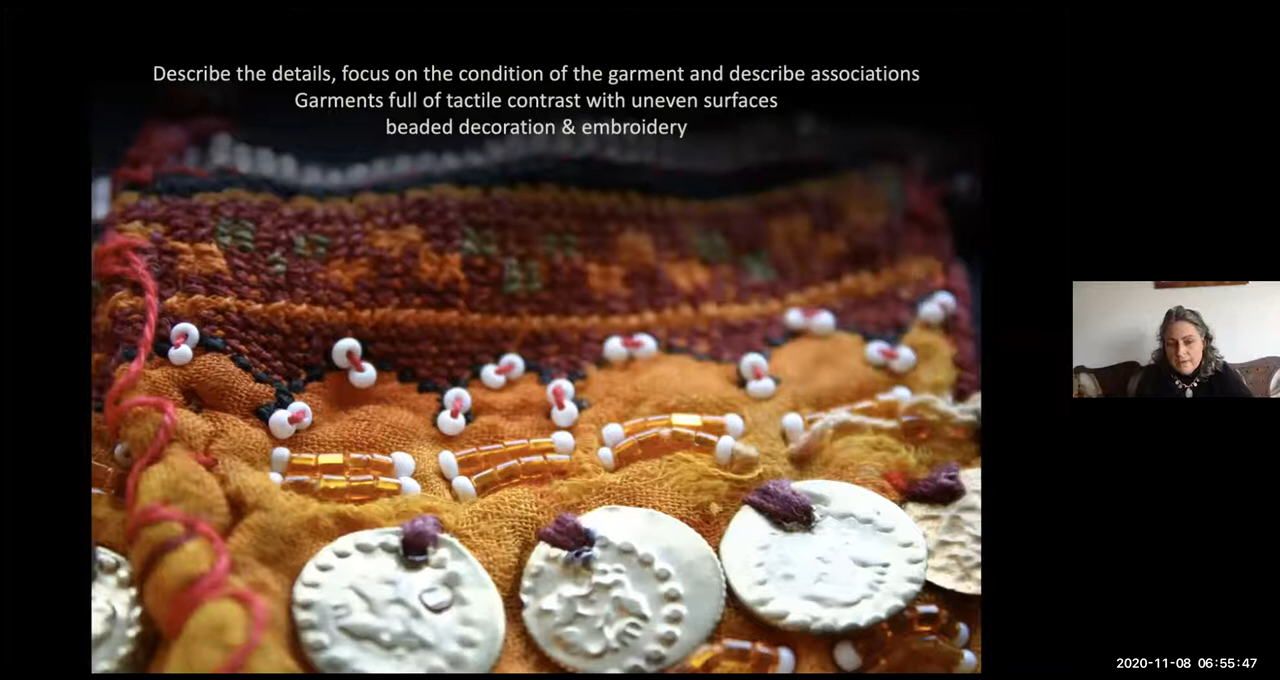 Describe the details, focus on the condition of the garment and describe associations
Garments full of tactile contrast with uneven surfaces
beaded decoration & embroidery
2020-11-08 06:55:47